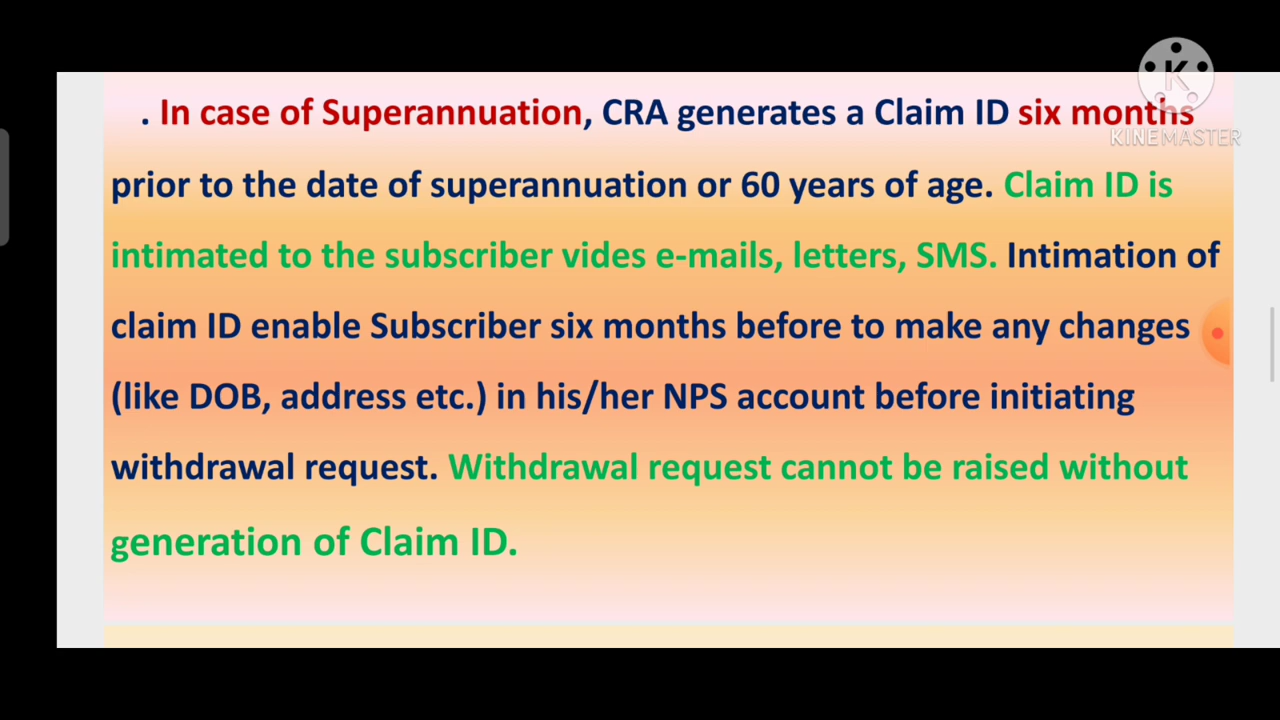 . In case of Superannuation, CRA generates a Claim ID six months
prior to the date of superannuation or 60 years of age. Claim ID is
intimated to the subscriber vides e-mails, letters, SMS. Intimation of
claim ID enable Subscriber six months before to make any changes
(like DOB, address etc.) in his/her NPS account before initiating
withdrawal request. Withdrawal request cannot be raised without
generation of Claim ID.
K
KINEMASTER